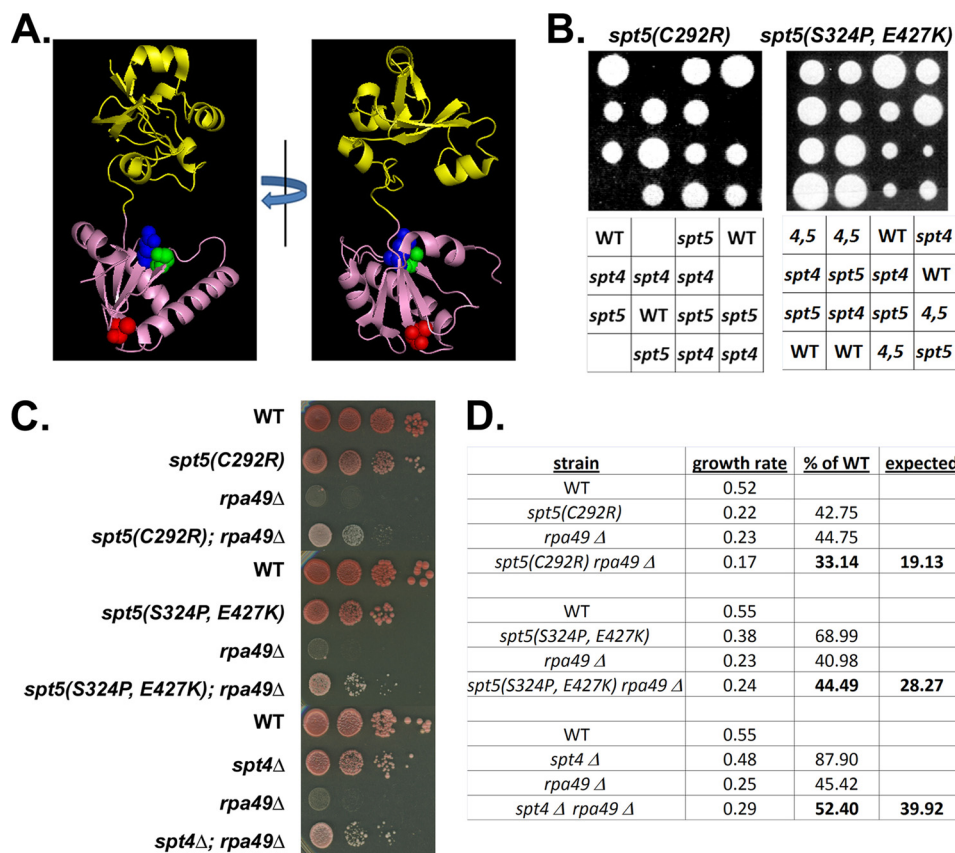 A.
B.
spt5(C292R) spt5(S324P, E427K)
WT spt5 WT
spt4 spt4 spt4
spt5 WT spt5 spt5
spt5 spt4 spt4
4,5 4,5 WT spt4
spt4 spt5 spt4 WT
spt5 spt4 spt5 4,5
WT WT 4,5 spt5
C.
WT
spt5(C292R)
rpa49Δ
spt5(C292R); rpa49Δ
WT
spt5(S324P, E427K)
rpa49Δ
spt5(S324P, E427K); rpa49Δ
WT
spt4Δ
rpa49Δ
spt4Δ; rpa49Δ
D.
strain growth rate % of WT expected
WT 0.52
spt5(C292R) 0.22 42.75
rpa49 Δ 0.23 44.75
spt5(C292R) rpa49 Δ 0.17 33.14 19.13
WT 0.55
spt5(S324P, E427K) 0.38 68.99
rpa49 Δ 0.23 40.98
spt5(S324P, E427K) rpa49 Δ 0.24 44.49 28.27
WT 0.55
spt4 Δ 0.48 87.90
rpa49 Δ 0.25 45.42
spt4 Δ rpa49 Δ 0.29 52.40 39.92